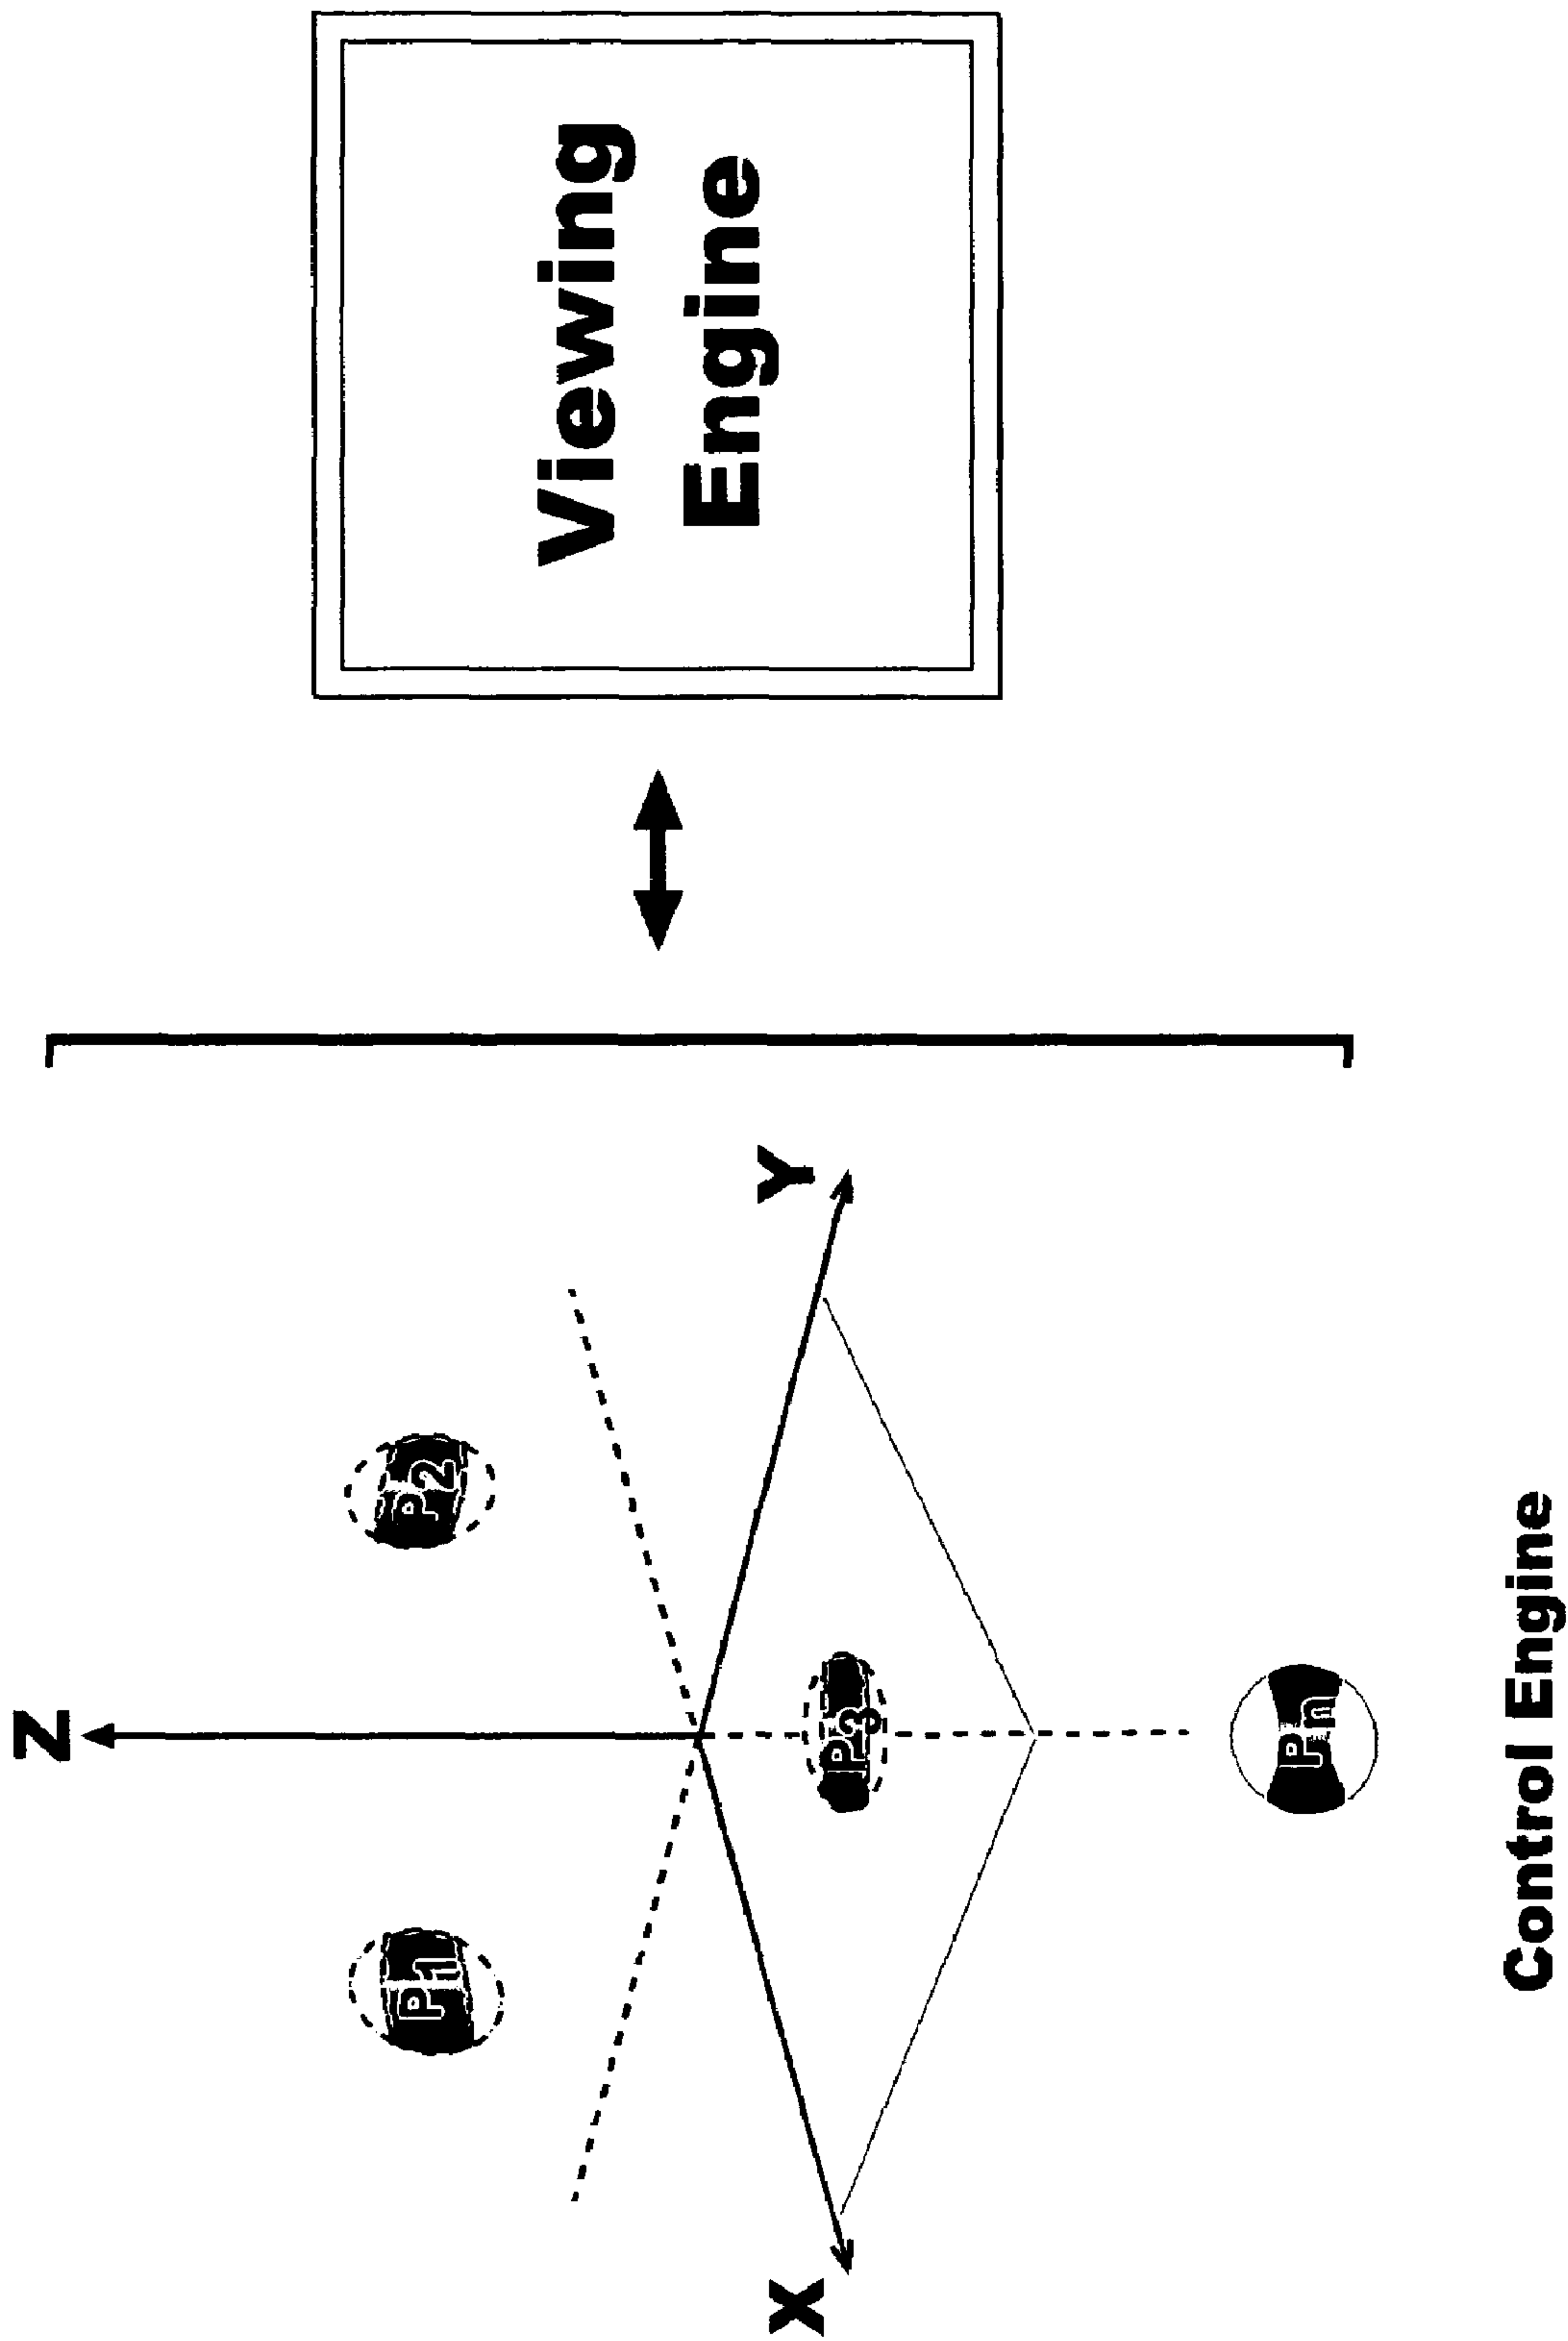 Z
P1
P2
X
Y
P3
Pn
Control Engine
Viewing
Engine